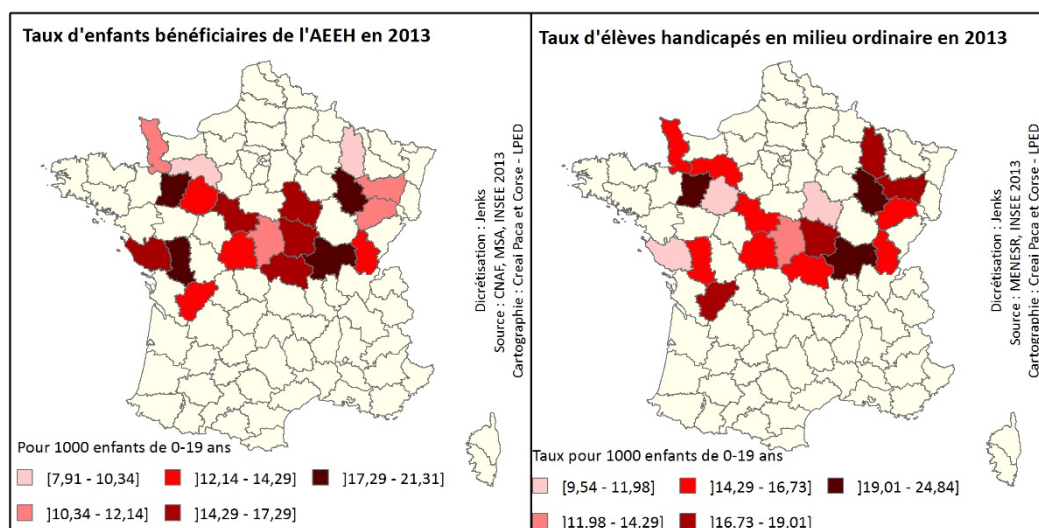 Taux d'enfants bénéficiaires de l'AEEH en 2013
Dicrétisation : Jenks
Source : CNAF, MSA, INSEE 2013
Cartographie : Creai Paca et Corse - LPED
Pour 1000 enfants de 0-19 ans
[7,91 - 10,34]
]12,14 - 14,29]
]17,29 - 21,31]
]10,34 - 12,14]
]14,29 - 17,29]
Taux d'élèves handicapés en milieu ordinaire en 2013
Dicrétisation : Jenks
Source : MENESR, INSEE 2013
Cartographie : Creai Paca et Corse - LPED
Taux pour 1000 enfants de 0-19 ans
[9,54 - 11,98]
]14,29 - 16,73]
]19,01 - 24,84]
]11,98 - 14,29]
]16,73 - 19,01]